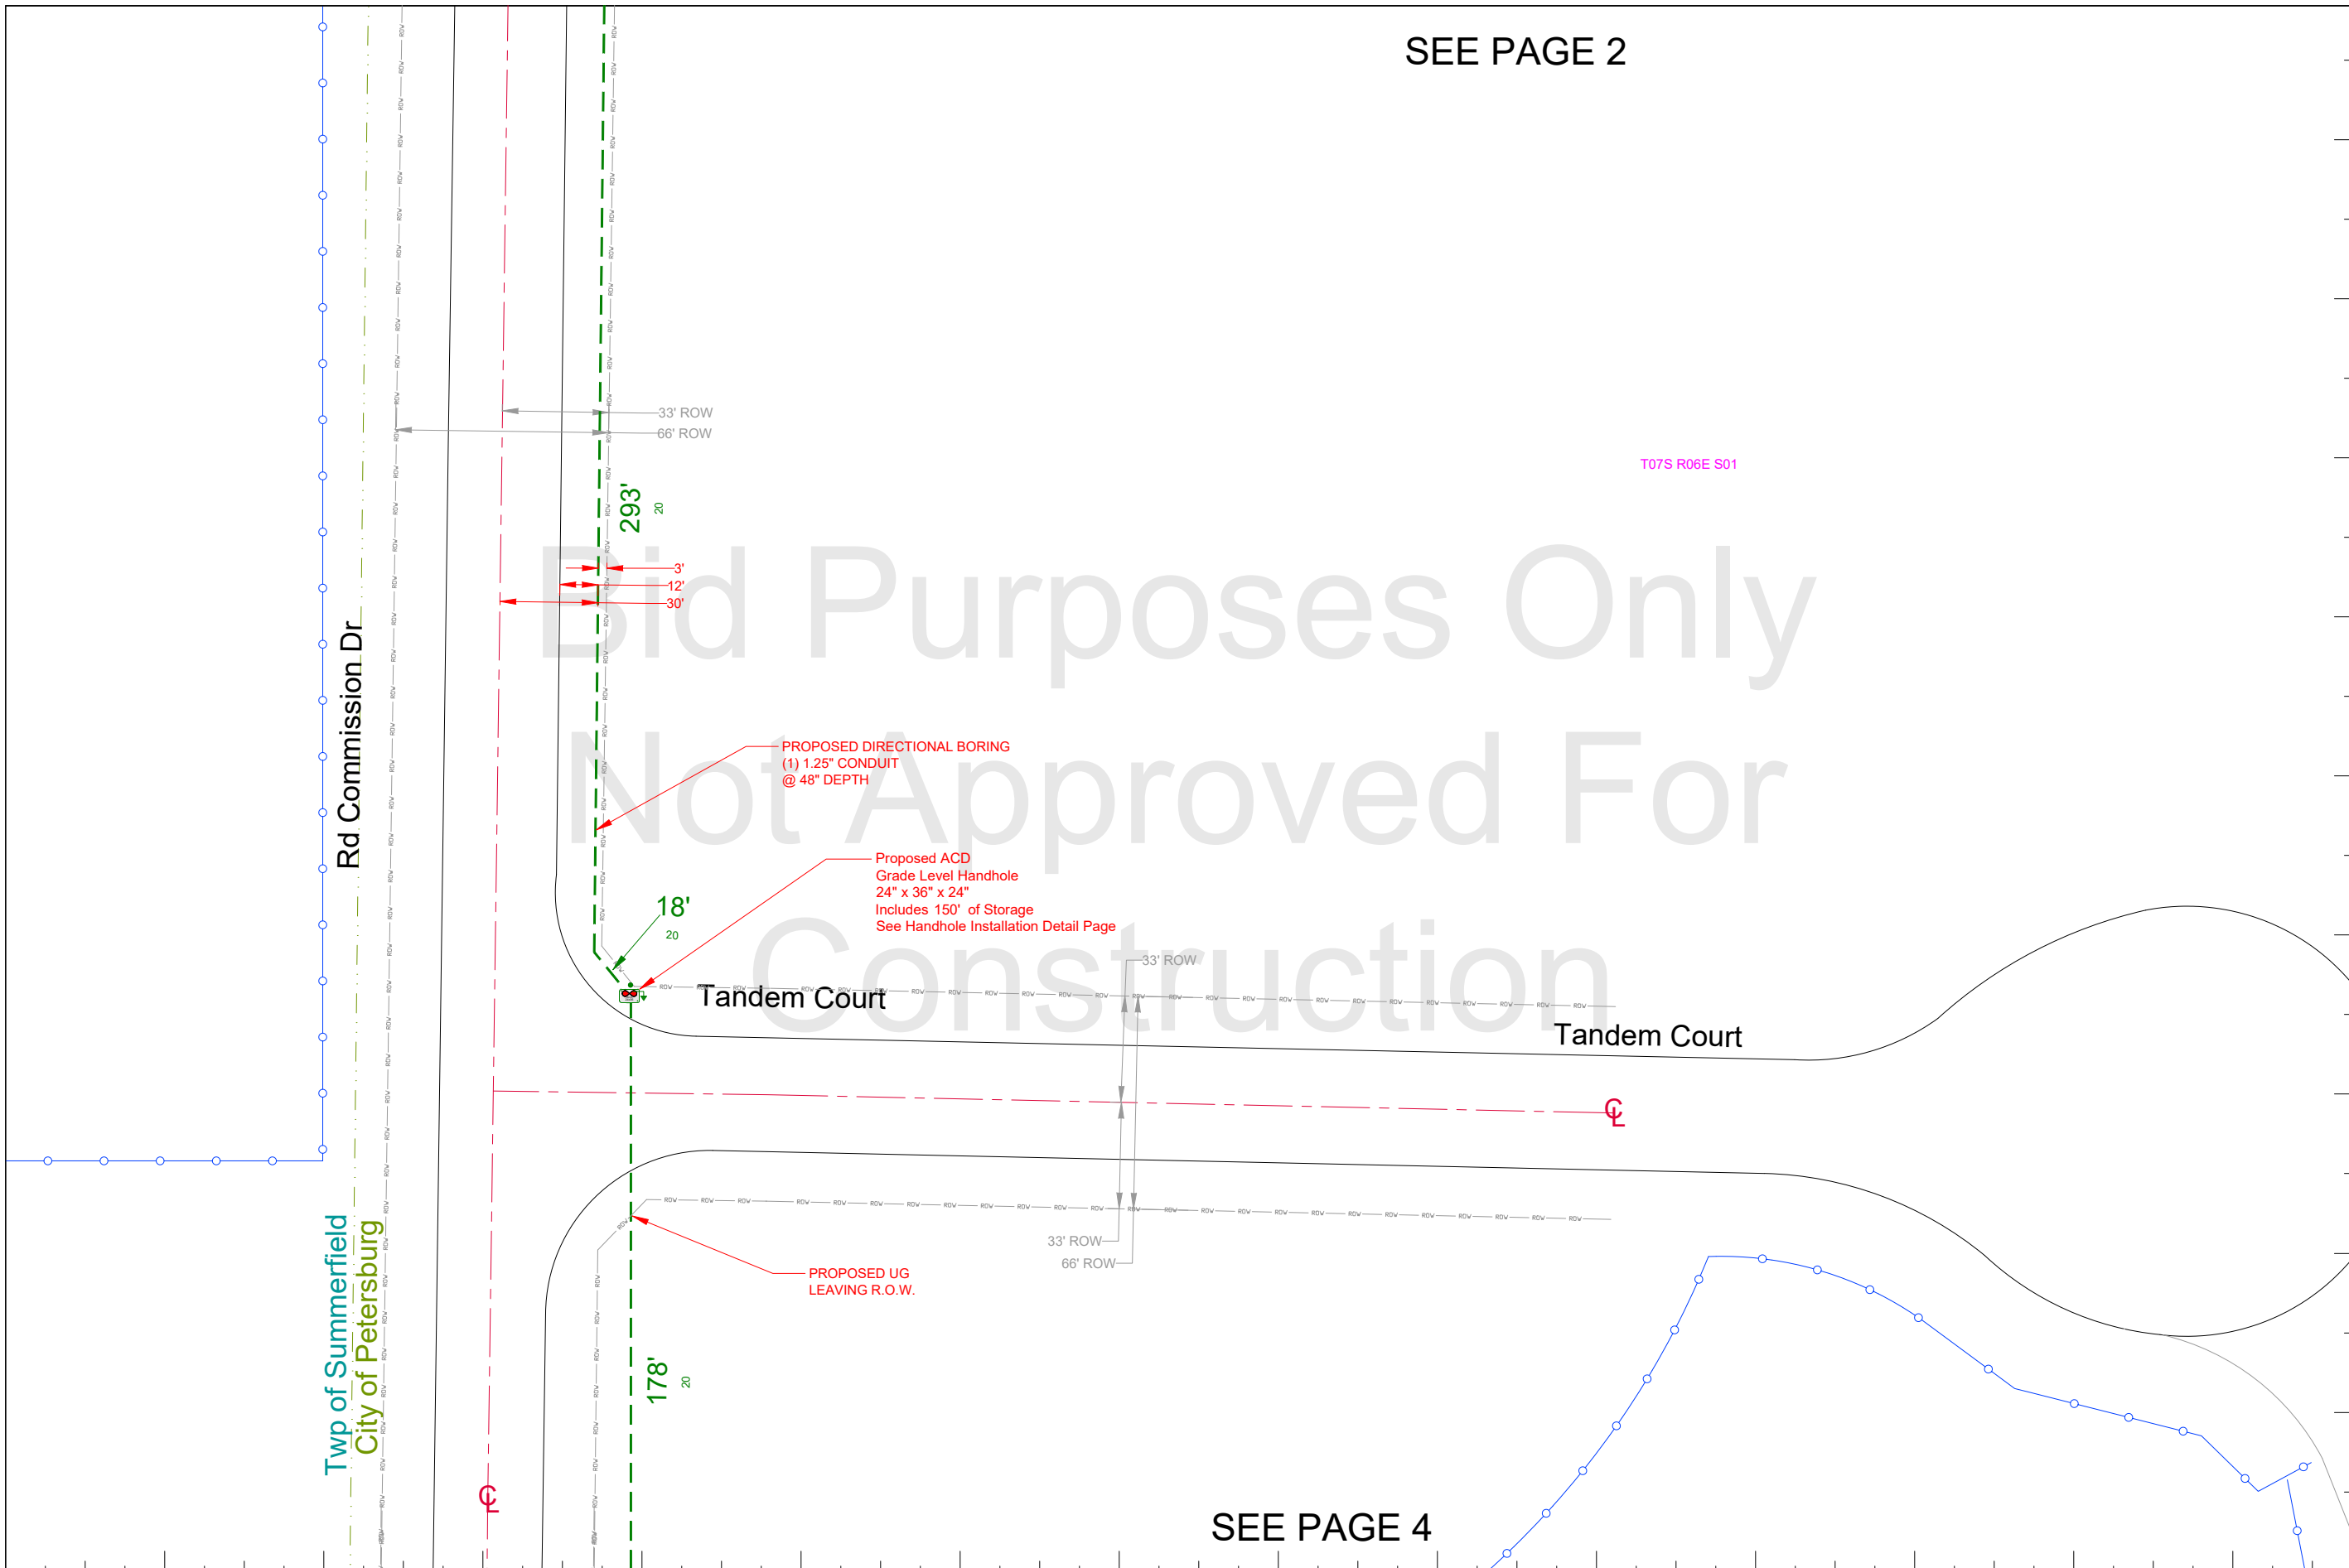 SEE PAGE 2
33' ROW
66' ROW
T07S R06E S01
293'
20
3'
12'
30'
Bid Purposes Only
Not Approved For
Construction
Rd Commission Dr
PROPOSED DIRECTIONAL BORING
(1) 1.25" CONDUIT
@ 48" DEPTH
Proposed ACD
Grade Level Handhole
24" x 36" x 24"
Includes 150' of Storage
See Handhole Installation Detail Page
18'
20
33' ROW
Tandem Court
Tandem Court
CL
33' ROW
66' ROW
PROPOSED UG
LEAVING R.O.W.
Twp of Summerfield
City of Petersburg
178'
20
CL
SEE PAGE 4
ROW